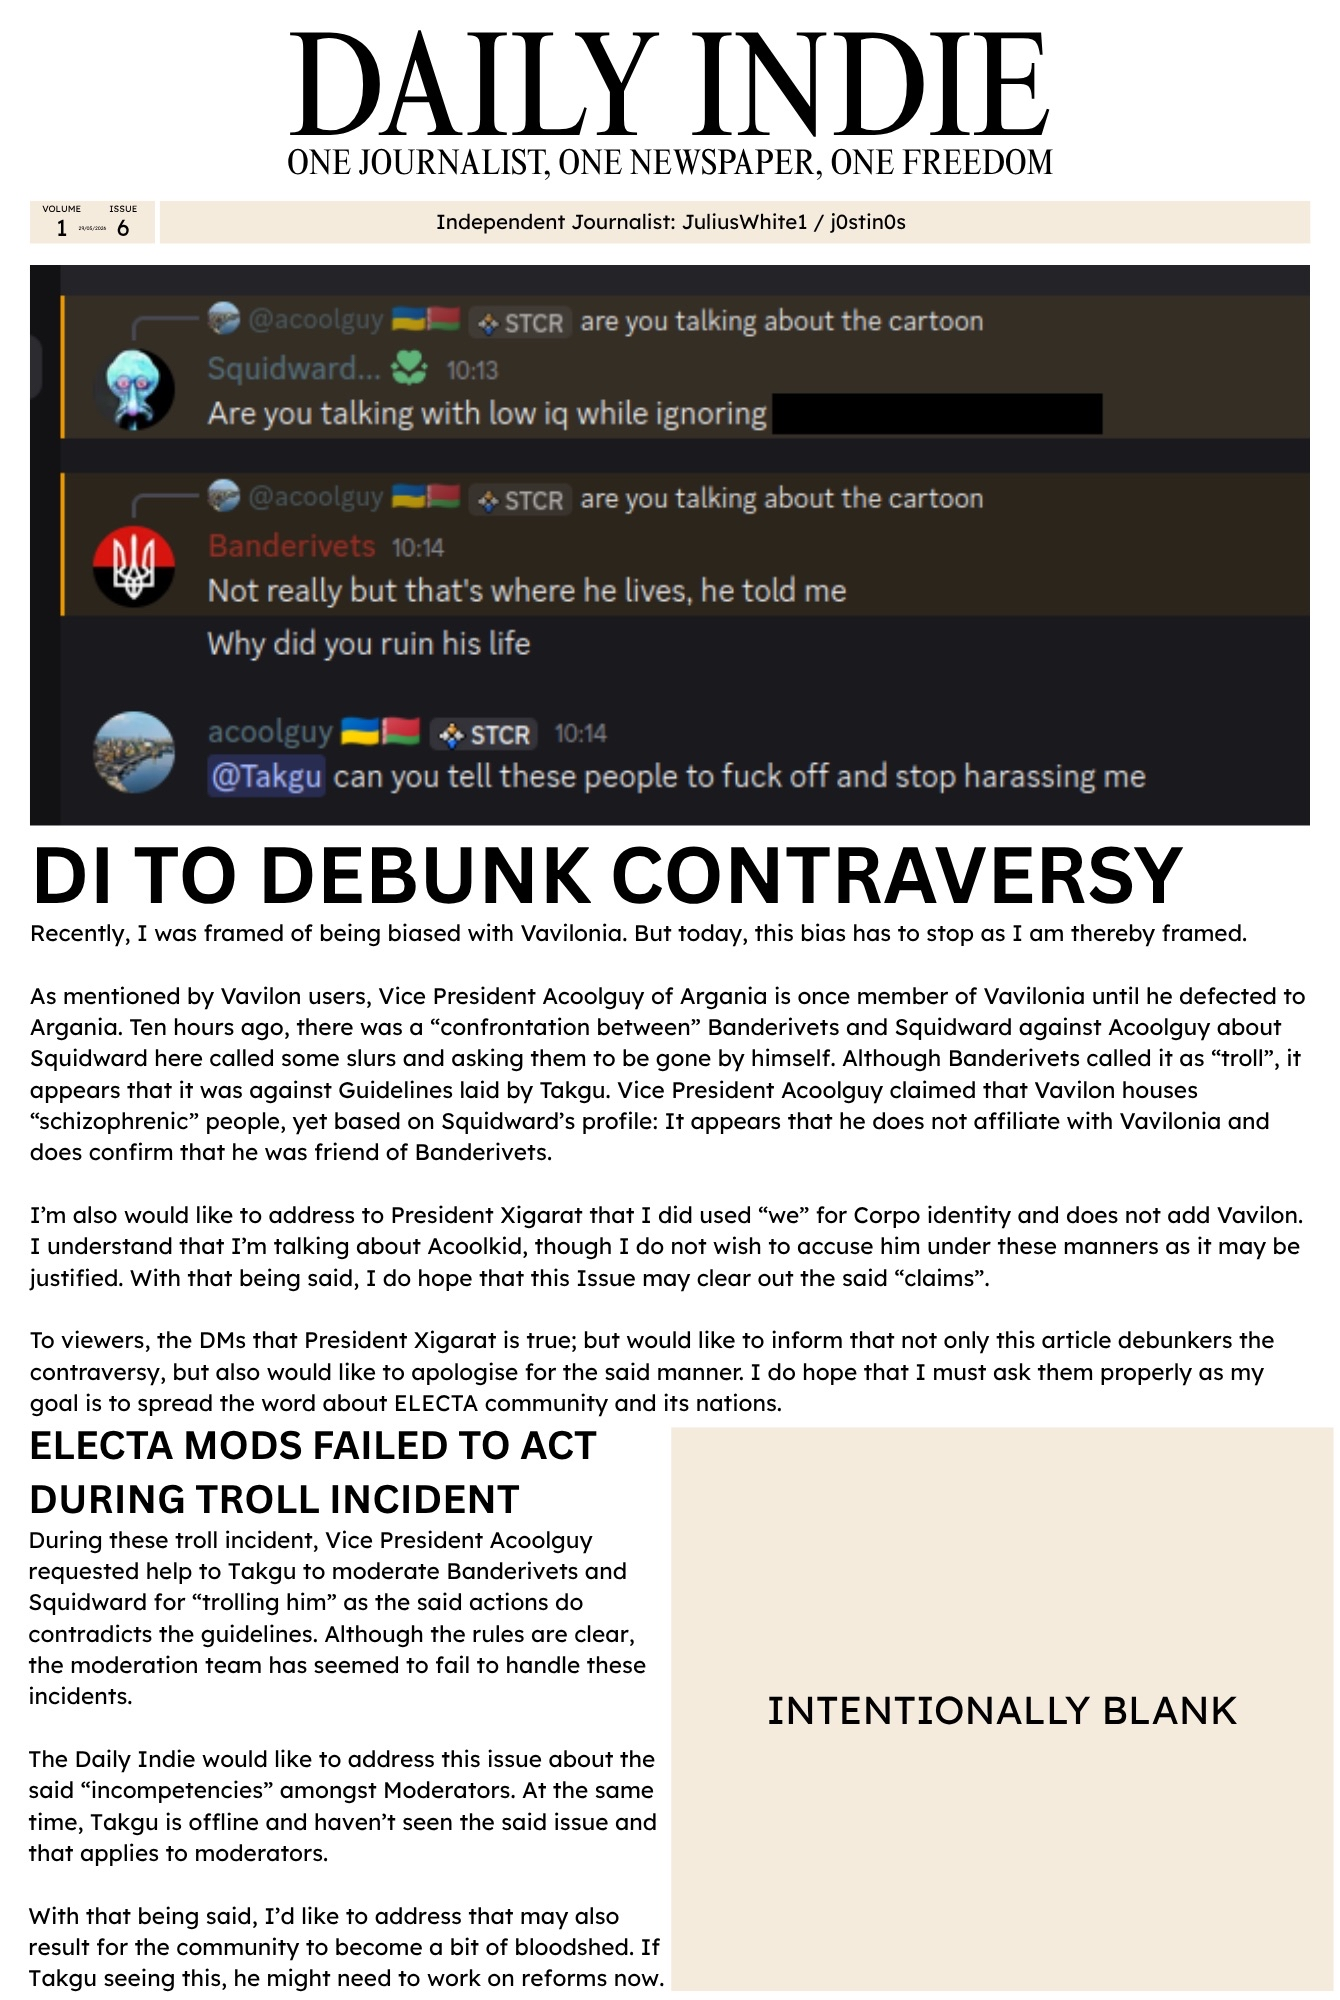 DAILY INDIE
ONE JOURNALIST, ONE NEWSPAPER, ONE FREEDOM
VOLUME ISSUE
1 29/05/2026 6
Independent Journalist: JuliusWhite1 / j0stin0s
@acoolguy 🇺🇦🇧🇾 STCR are you talking about the cartoon
Squidward... 10:13
Are you talking with low iq while ignoring
@acoolguy 🇺🇦🇧🇾 STCR are you talking about the cartoon
Banderivets 10:14
Not really but that's where he lives, he told me
Why did you ruin his life
acoolguy 🇺🇦🇧🇾 STCR 10:14
@Takgu can you tell these people to fuck off and stop harassing me
DI TO DEBUNK CONTRAVERSY
Recently, I was framed of being biased with Vavilonia. But today, this bias has to stop as I am thereby framed.
As mentioned by Vavilon users, Vice President Acoolguy of Argania is once member of Vavilonia until he defected to
Argania. Ten hours ago, there was a “confrontation between” Banderivets and Squidward against Acoolguy about
Squidward here called some slurs and asking them to be gone by himself. Although Banderivets called it as “troll”, it
appears that it was against Guidelines laid by Takgu. Vice President Acoolguy claimed that Vavilon houses
“schizophrenic” people, yet based on Squidward’s profile: It appears that he does not affiliate with Vavilonia and
does confirm that he was friend of Banderivets.
I’m also would like to address to President Xigarat that I did used “we” for Corpo identity and does not add Vavilon.
I understand that I’m talking about Acoolkid, though I do not wish to accuse him under these manners as it may be
justified. With that being said, I do hope that this Issue may clear out the said “claims”.
To viewers, the DMs that President Xigarat is true; but would like to inform that not only this article debunkers the
contraversy, but also would like to apologise for the said manner. I do hope that I must ask them properly as my
goal is to spread the word about ELECTA community and its nations.
ELECTA MODS FAILED TO ACT
DURING TROLL INCIDENT
During these troll incident, Vice President Acoolguy
requested help to Takgu to moderate Banderivets and
Squidward for “trolling him” as the said actions do
contradicts the guidelines. Although the rules are clear,
the moderation team has seemed to fail to handle these
incidents.
The Daily Indie would like to address this issue about the
said “incompetencies” amongst Moderators. At the same
time, Takgu is offline and haven’t seen the said issue and
that applies to moderators.
With that being said, I’d like to address that may also
result for the community to become a bit of bloodshed. If
Takgu seeing this, he might need to work on reforms now.
INTENTIONALLY BLANK